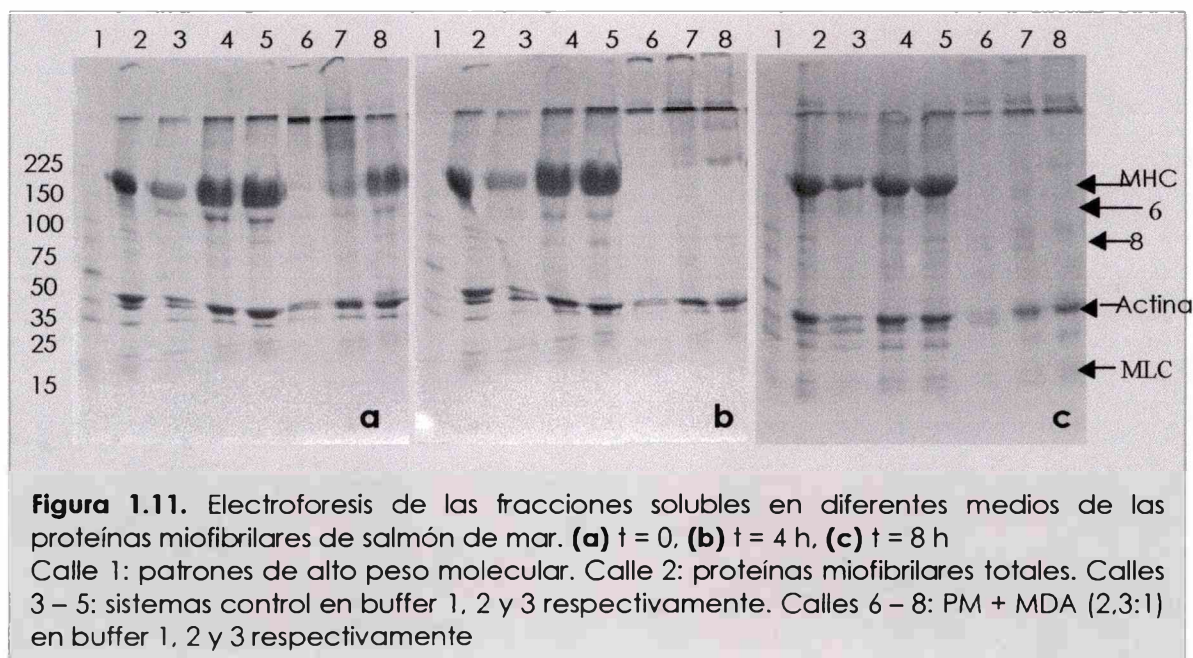 1 2 3 4 5 6 7 8 1 2 3 4 5 6 7 8 1 2 3 4 5 6 7 8
225
150
100
75
50
35
25
15
MHC
6
8
Actina
MLC
a b c
Figura 1.11. Electroforesis de las fracciones solubles en diferentes medios de las
proteínas miofibrilares de salmón de mar. (a) t = 0, (b) t = 4 h, (c) t = 8 h
Calle 1: patrones de alto peso molecular. Calle 2: proteínas miofibrilares totales. Calles
3 – 5: sistemas control en buffer 1, 2 y 3 respectivamente. Calles 6 – 8: PM + MDA (2,3:1)
en buffer 1, 2 y 3 respectivamente